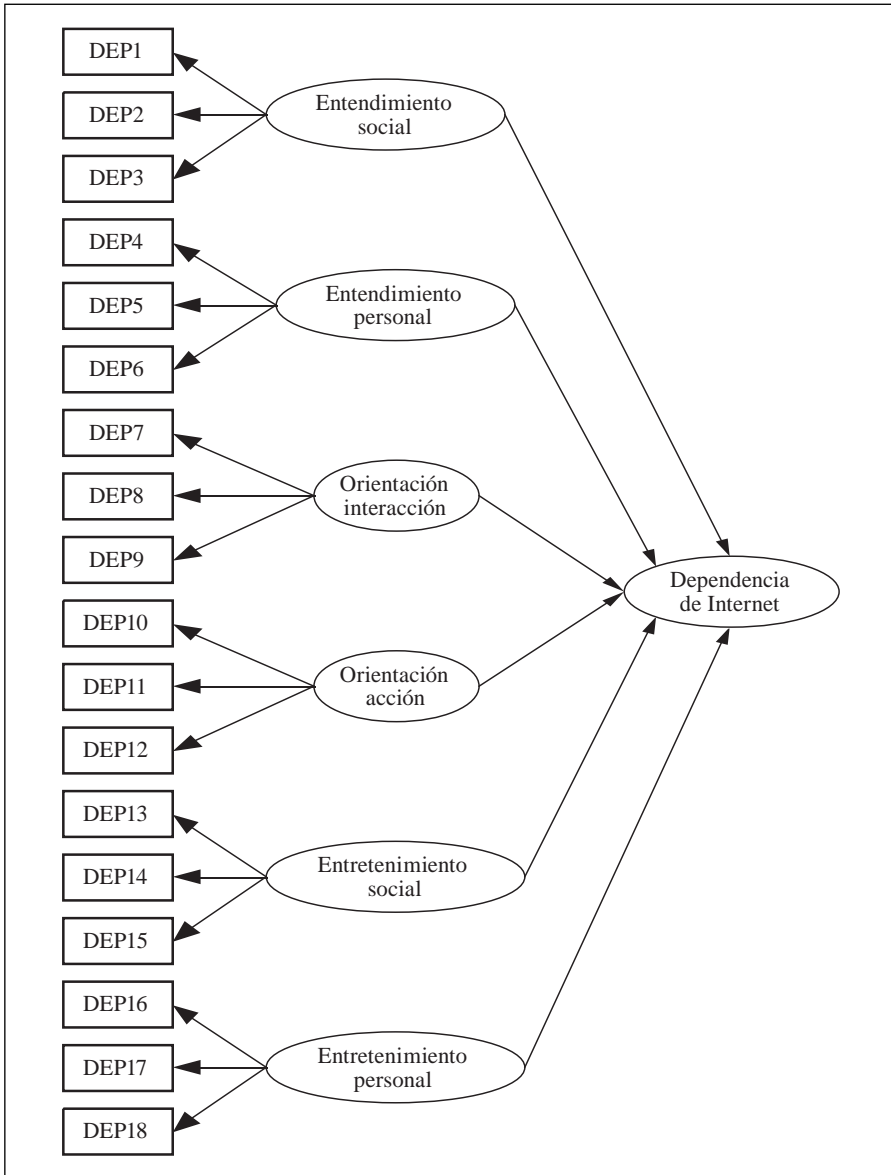 DEP1
DEP2
DEP3
Entendimiento
social
DEP4
DEP5
DEP6
Entendimiento
personal
DEP7
DEP8
DEP9
Orientación
interacción
DEP10
DEP11
DEP12
Orientación
acción
DEP13
DEP14
DEP15
Entretenimiento
social
DEP16
DEP17
DEP18
Entretenimiento
personal
Dependencia
de Internet